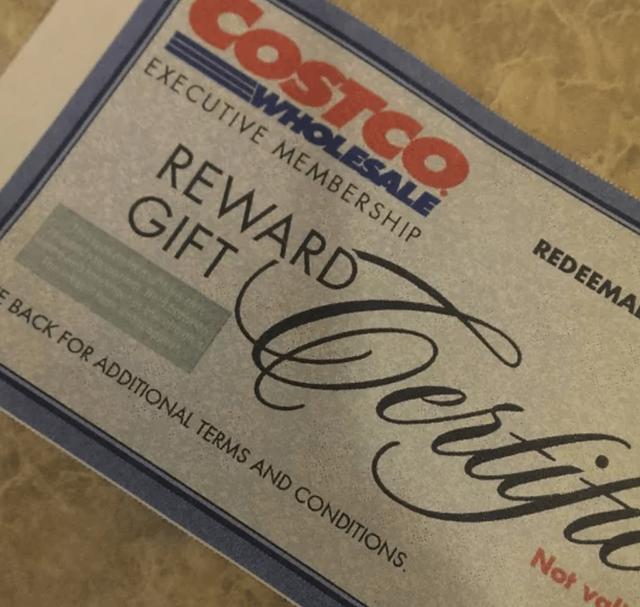 COSTCO
WHOLESALE
EXECUTIVE MEMBERSHIP
REWARD
GIFT
Certific
REDEEMA
E BACK FOR ADDITIONAL TERMS AND CONDITIONS.
Not val